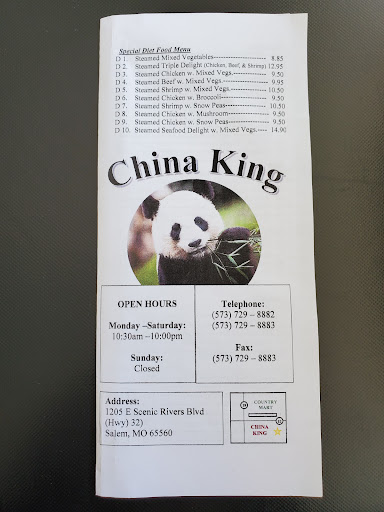 Special Diet Food Menu
D 1. Steamed Mixed Vegetables-------------------- 8.85
D 2. Steamed Triple Delight (Chicken, Beef, & Shrimp) 12.95
D 3. Steamed Chicken w. Mixed Vegs.------------- 9.50
D 4. Steamed Beef w. Mixed Vegs.----------------- 9.95
D 5. Steamed Shrimp w. Mixed Vegs.-------------- 10.50
D 6. Steamed Chicken w. Broccoli----------------- 9.50
D 7. Steamed Shrimp w. Snow Peas---------------- 10.50
D 8. Steamed Chicken w. Mushroom-------------- 9.50
D 9. Steamed Chicken w. Snow Peas-------------- 9.50
D 10. Steamed Seafood Delight w. Mixed Vegs.---- 14.90
China King
OPEN HOURS
Monday –Saturday:
10:30am –10:00pm
Sunday:
Closed
Telephone:
(573) 729 – 8882
(573) 729 – 8883
Fax:
(573) 729 – 8883
Address:
1205 E Scenic Rivers Blvd
(Hwy) 32)
Salem, MO 65560
COUNTRY
MART
CHINA
KING